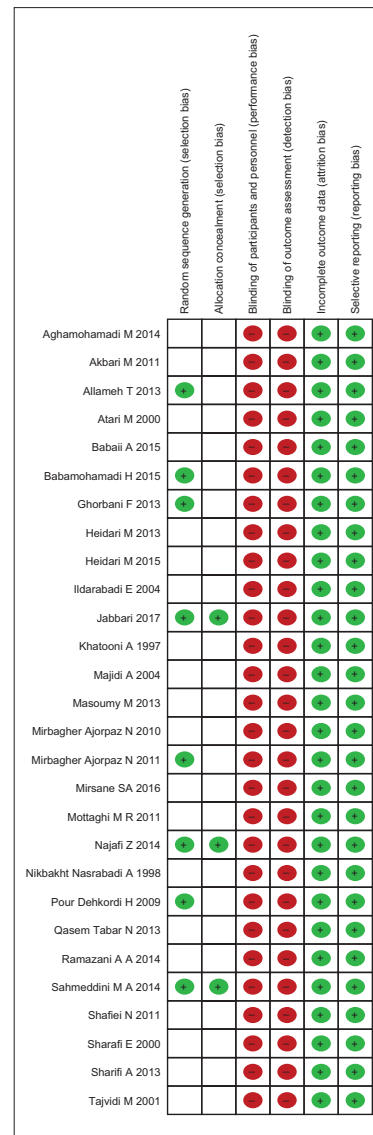 Random sequence generation (selection bias)
Allocation concealment (selection bias)
Blinding of participants and personnel (performance bias)
Blinding of outcome assessment (detection bias)
Incomplete outcome data (attrition bias)
Selective reporting (reporting bias)
Aghamohamadi M 2014 − − + +
Akbari M 2011 − − + +
Allameh T 2013 + − − + +
Atari M 2000 − − + +
Babaii A 2015 − − + +
Babamohamadi H 2015 + − − + +
Ghorbani F 2013 + − − + +
Heidari M 2013 − − + +
Heidari M 2015 − − + +
Ildarabadi E 2004 − − + +
Jabbari 2017 + + − − + +
Khatooni A 1997 − − + +
Majidi A 2004 − − + +
Masoumy M 2013 − − + +
Mirbagher Ajorpaz N 2010 − − + +
Mirbagher Ajorpaz N 2011 + − − + +
Mirsane SA 2016 − − + +
Mottaghi M R 2011 − − + +
Najafi Z 2014 + + − − + +
Nikbakht Nasrabadi A 1998 − − + +
Pour Dehkordi H 2009 + − − + +
Qasem Tabar N 2013 − − + +
Ramazani A A 2014 − − + +
Sahmeddini M A 2014 + + − − + +
Shafiei N 2011 − − + +
Sharafi E 2000 − − + +
Sharifi A 2013 − − + +
Tajvidi M 2001 − − + +